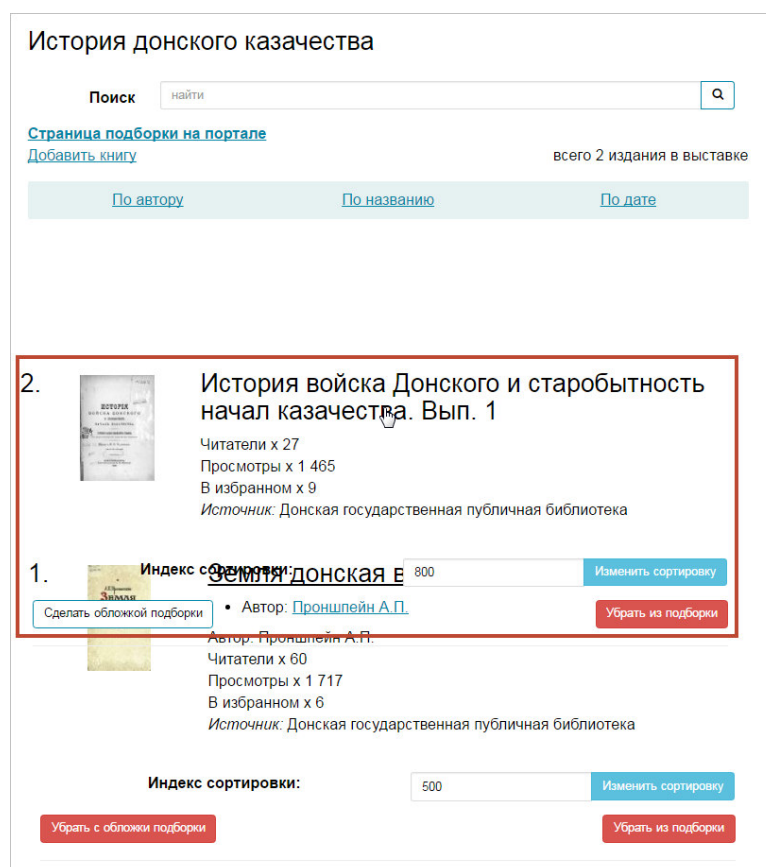 История донского казачества
Поиск найти
Страница подборки на портале
Добавить книгу всего 2 издания в выставке
По автору По названию По дате
2. История войска Донского и старобытность
начал казачества. Вып. 1
Читатели x 27
Просмотры x 1 465
В избранном x 9
Источник: Донская государственная публичная библиотека
Индекс сортировки: 800 Изменить сортировку
1. Земля донская в
Сделать обложкой подборки • Автор: Проншпейн А.П. Убрать из подборки
Автор: Проншпейн А.П.
Читатели x 60
Просмотры x 1 717
В избранном x 6
Источник: Донская государственная публичная библиотека
Индекс сортировки: 500 Изменить сортировку
Убрать с обложки подборки Убрать из подборки